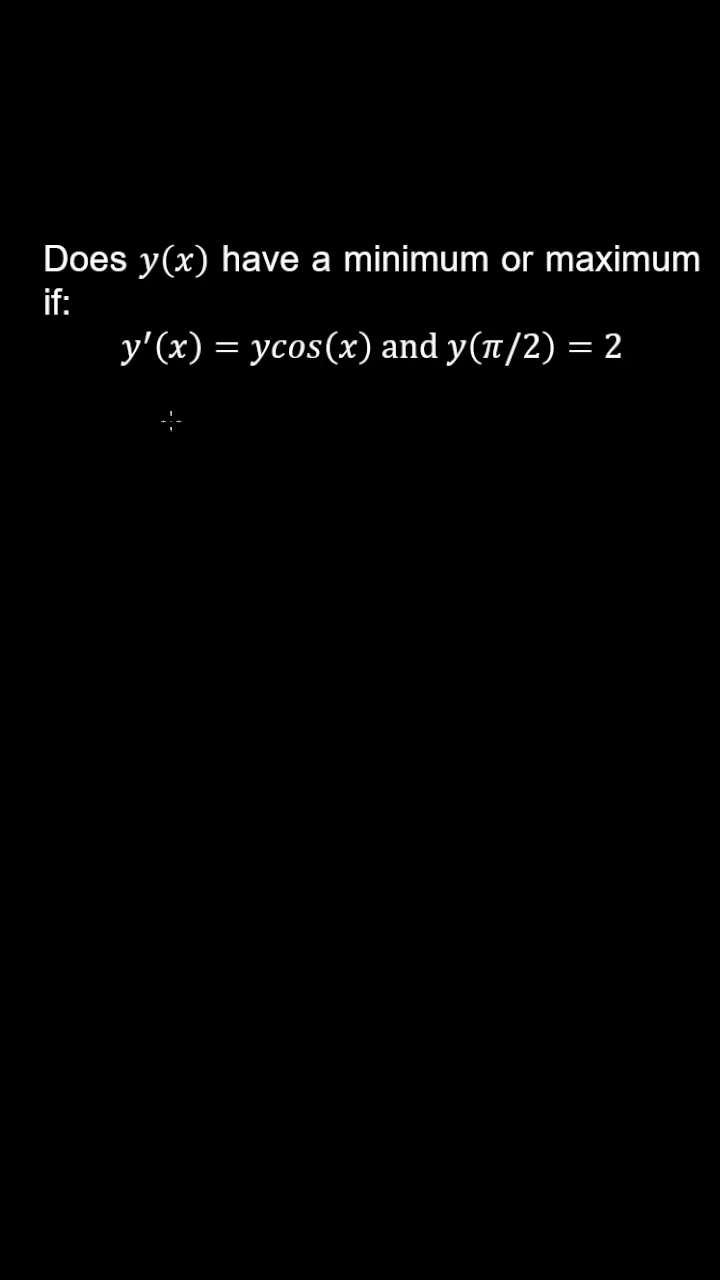 Does y(x) have a minimum or maximum
if:
y′(x) = ycos(x) and y(π/2) = 2